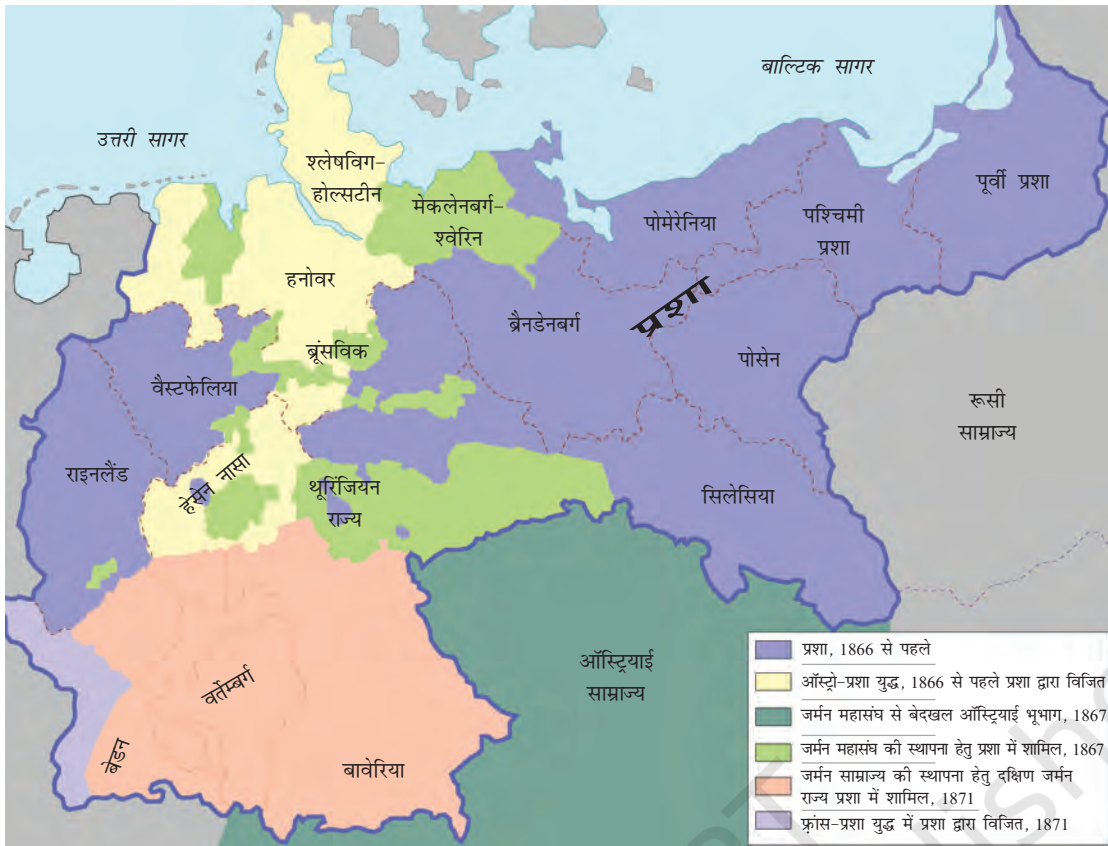 बाल्टिक सागर
उत्तरी सागर
श्लेषविग-
होल्सटीन
मेकलेनबर्ग-
श्वेरिन
पोमेरेनिया
पश्चिमी
प्रशा
पूर्वी प्रशा
हनोवर
प्रशा
ब्रैनडेनबर्ग
ब्रूंसविक
पोसेन
वैस्टफेलिया
रूसी
साम्राज्य
राइनलैंड
हेसेन नासा
थूरिंजियन
राज्य
सिलेसिया
ऑस्ट्रियाई
साम्राज्य
वर्तेम्बर्ग
बेडन
बावेरिया
प्रशा, 1866 से पहले
ऑस्ट्रो-प्रशा युद्ध, 1866 से पहले प्रशा द्वारा विजित
जर्मन महासंघ से बेदखल ऑस्ट्रियाई भूभाग, 1867
जर्मन महासंघ की स्थापना हेतु प्रशा में शामिल, 1867
जर्मन साम्राज्य की स्थापना हेतु दक्षिण जर्मन
राज्य प्रशा में शामिल, 1871
फ़्रांस-प्रशा युद्ध में प्रशा द्वारा विजित, 1871